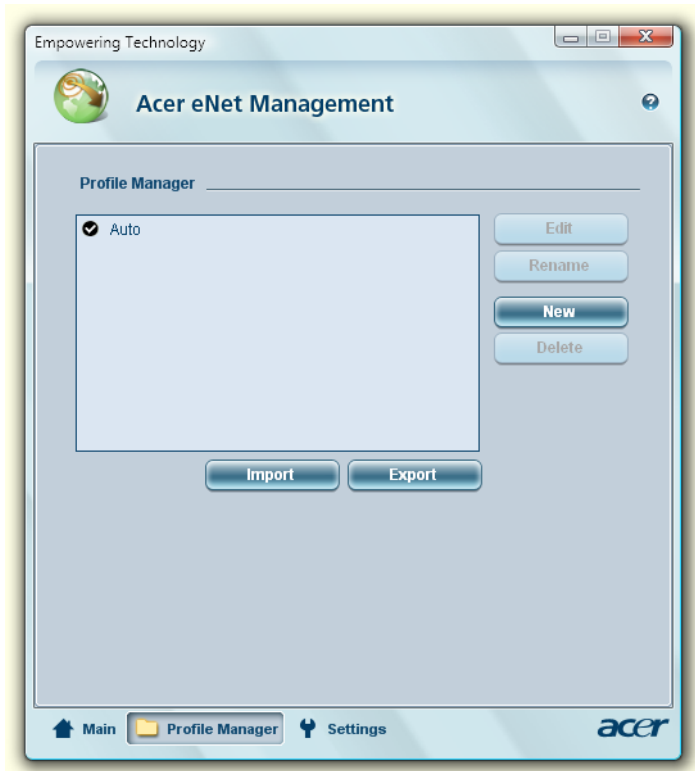 Empowering Technology
Acer eNet Management
Profile Manager
Auto
Edit
Rename
New
Delete
Import Export
Main Profile Manager Settings acer